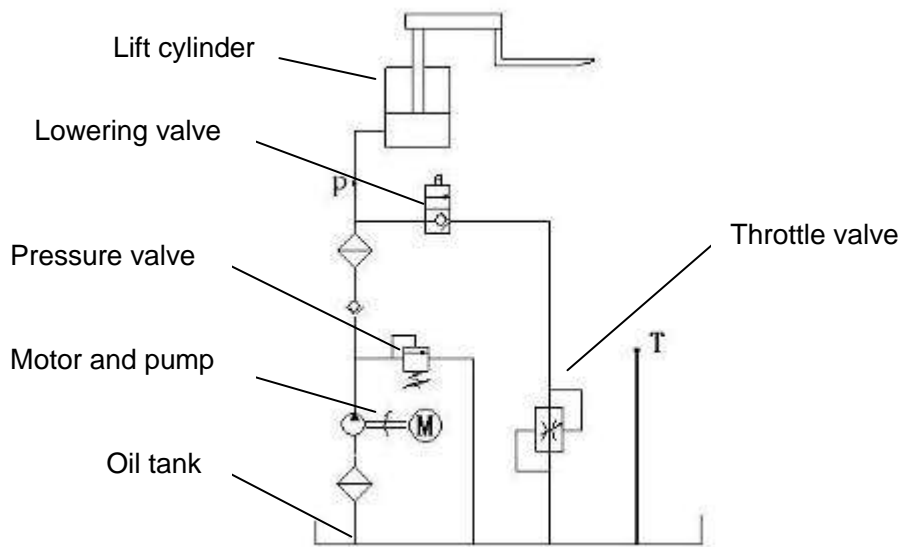 Lift cylinder
Lowering valve
p
Throttle valve
Pressure valve
T
Motor and pump
M
Oil tank